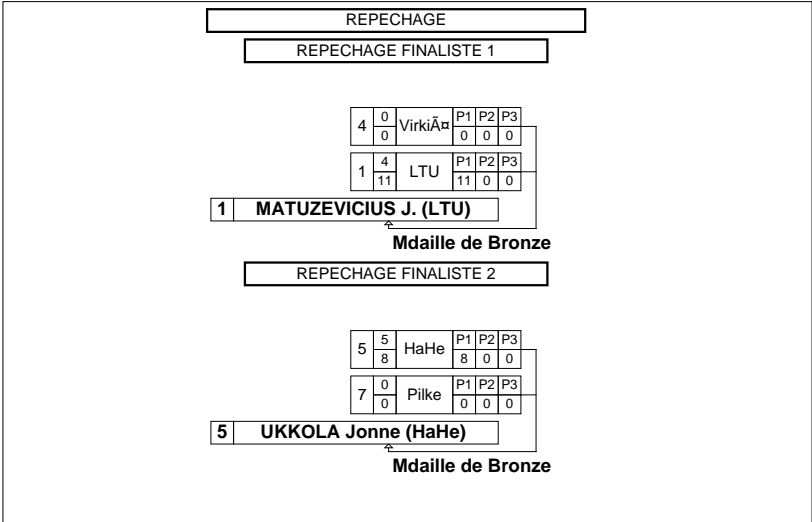 REPECHAGE
REPECHAGE FINALISTE 1
4 0 0 VirkiÃ¤ P1 P2 P3
0 0 0
1 4 11 LTU P1 P2 P3
11 0 0
1 MATUZEVICIUS J. (LTU)
Mdaille de Bronze
REPECHAGE FINALISTE 2
5 5 8 HaHe P1 P2 P3
8 0 0
7 0 0 Pilke P1 P2 P3
0 0 0
5 UKKOLA Jonne (HaHe)
Mdaille de Bronze